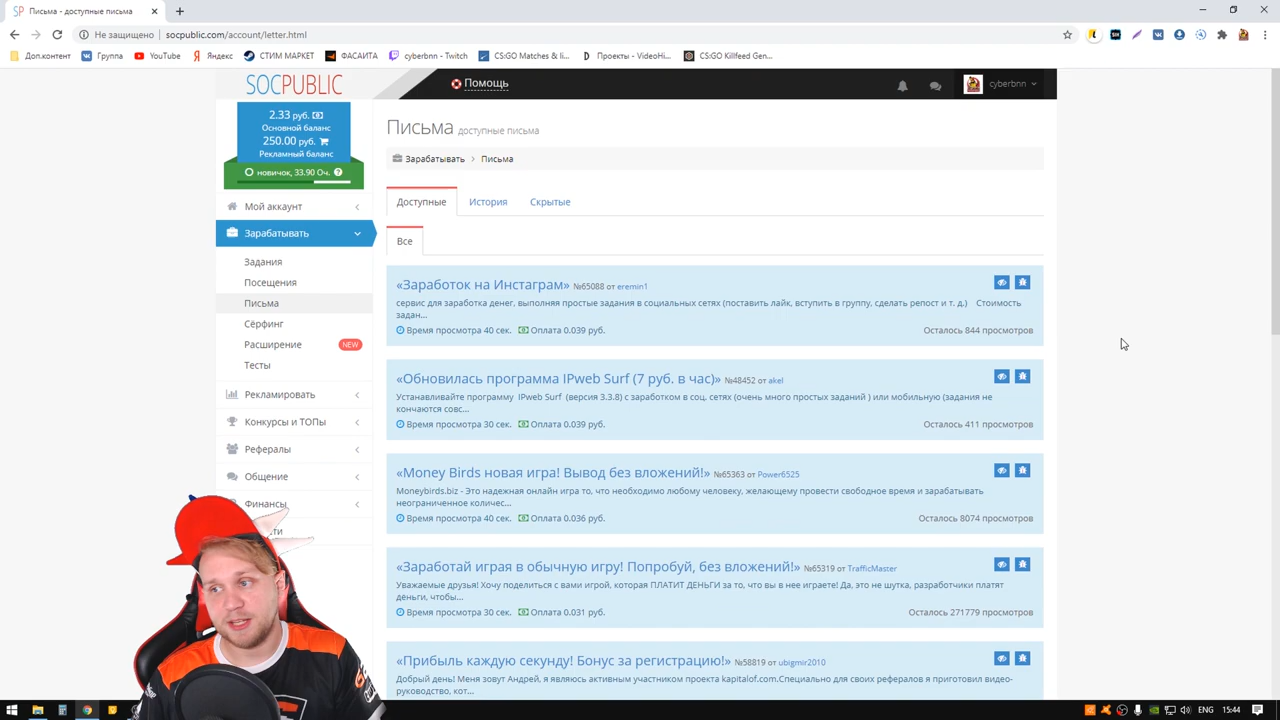 Письма - доступные письма
Не защищено | socpublic.com/account/letter.html
Доп.контент Группа YouTube Яндекс СТИМ МАРКЕТ ФАСАИТА cyberbnn - Twitch CS:GO Matches & li... Проекты - VideoHi... CS:GO Killfeed Gen...
SOCPUBLIC
Помощь
cyberbnn
2.33 руб.
Основной баланс
250.00 руб.
Рекламный баланс
новичок, 33.90 Оч.
Мой аккаунт
Зарабатывать
Задания
Посещения
Письма
Сёрфинг
Расширение NEW
Тесты
Рекламировать
Конкурсы и ТОПы
Рефералы
Общение
Финансы
Письма доступные письма
Зарабатывать > Письма
Доступные История Скрытые
Все
«Заработок на Инстаграм» №65088 от eremin1
сервис для заработка денег, выполняя простые задания в социальных сетях (поставить лайк, вступить в группу, сделать репост и т. д.) Стоимость
задан...
Время просмотра 40 сек. Оплата 0.039 руб. Осталось 844 просмотров
«Обновилась программа IPweb Surf (7 руб. в час)» №48452 от akel
Устанавливайте программу IPweb Surf (версия 3.3.8) с заработком в соц. сетях (очень много простых заданий ) или мобильную (задания не
кончаются совс...
Время просмотра 30 сек. Оплата 0.039 руб. Осталось 411 просмотров
«Money Birds новая игра! Вывод без вложений!» №65363 от Power6525
Moneybirds.biz - Это надежная онлайн игра то, что необходимо любому человеку, желающему провести свободное время и зарабатывать
неограниченное количес...
Время просмотра 40 сек. Оплата 0.036 руб. Осталось 8074 просмотров
«Заработай играя в обычную игру! Попробуй, без вложений!» №65319 от TrafficMaster
Уважаемые друзья! Хочу поделиться с вами игрой, которая ПЛАТИТ ДЕНЬГИ за то, что вы в нее играете! Да, это не шутка, разработчики платят
деньги, чтобы...
Время просмотра 30 сек. Оплата 0.031 руб. Осталось 271779 просмотров
«Прибыль каждую секунду! Бонус за регистрацию!» №58819 от ubigmir2010
Добрый день! Меня зовут Андрей, я являюсь активным участником проекта kapitalof.com.Специально для своих рефералов я приготовил видео-
руководство, кот...
ENG 15:44